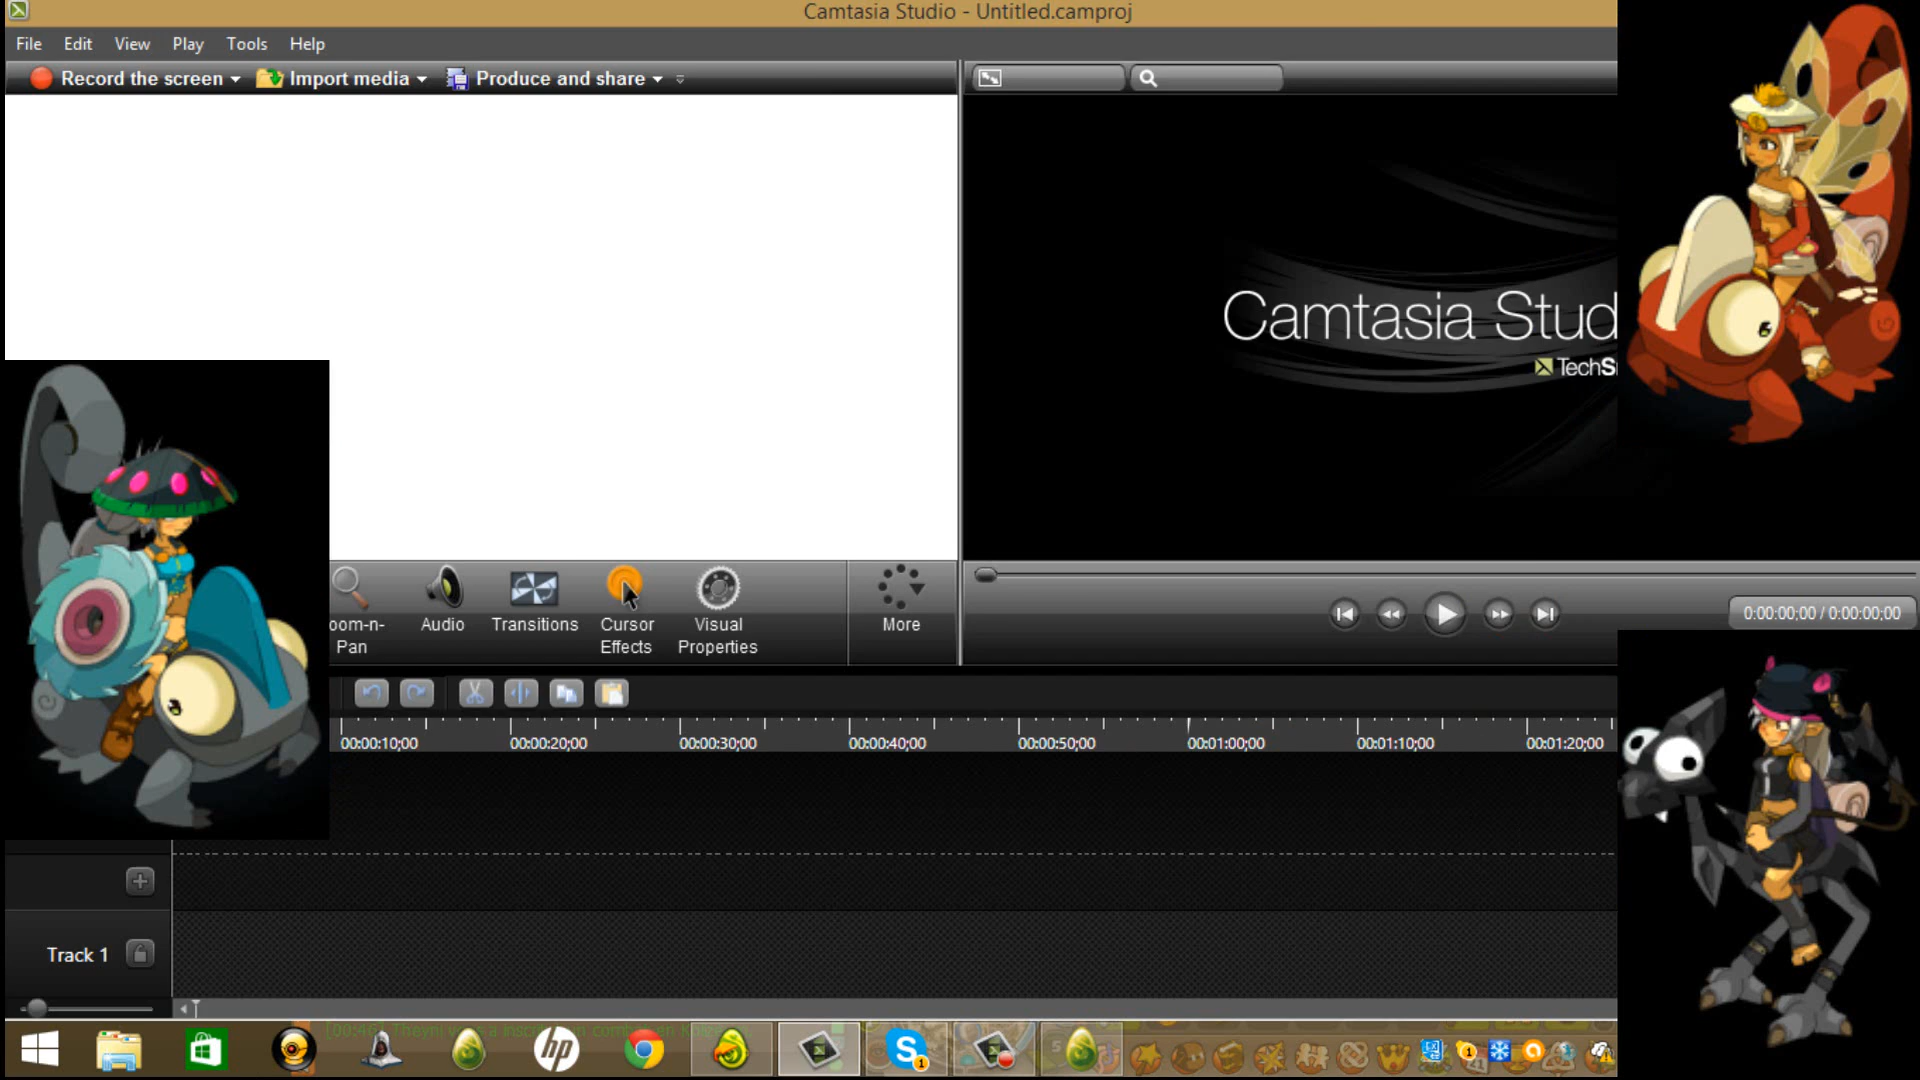 Camtasia Studio - Untitled.camproj
File Edit View Play Tools Help
Record the screen Import media Produce and share
Camtasia Stud
TechS
oom-n-
Pan
Audio
Transitions
Cursor
Effects
Visual
Properties
More
0:00:00;00 / 0:00:00;00
00:00:10;00 00:00:20;00 00:00:30;00 00:00:40;00 00:00:50;00 00:01:00;00 00:01:10;00 00:01:20;00
Track 1
hp